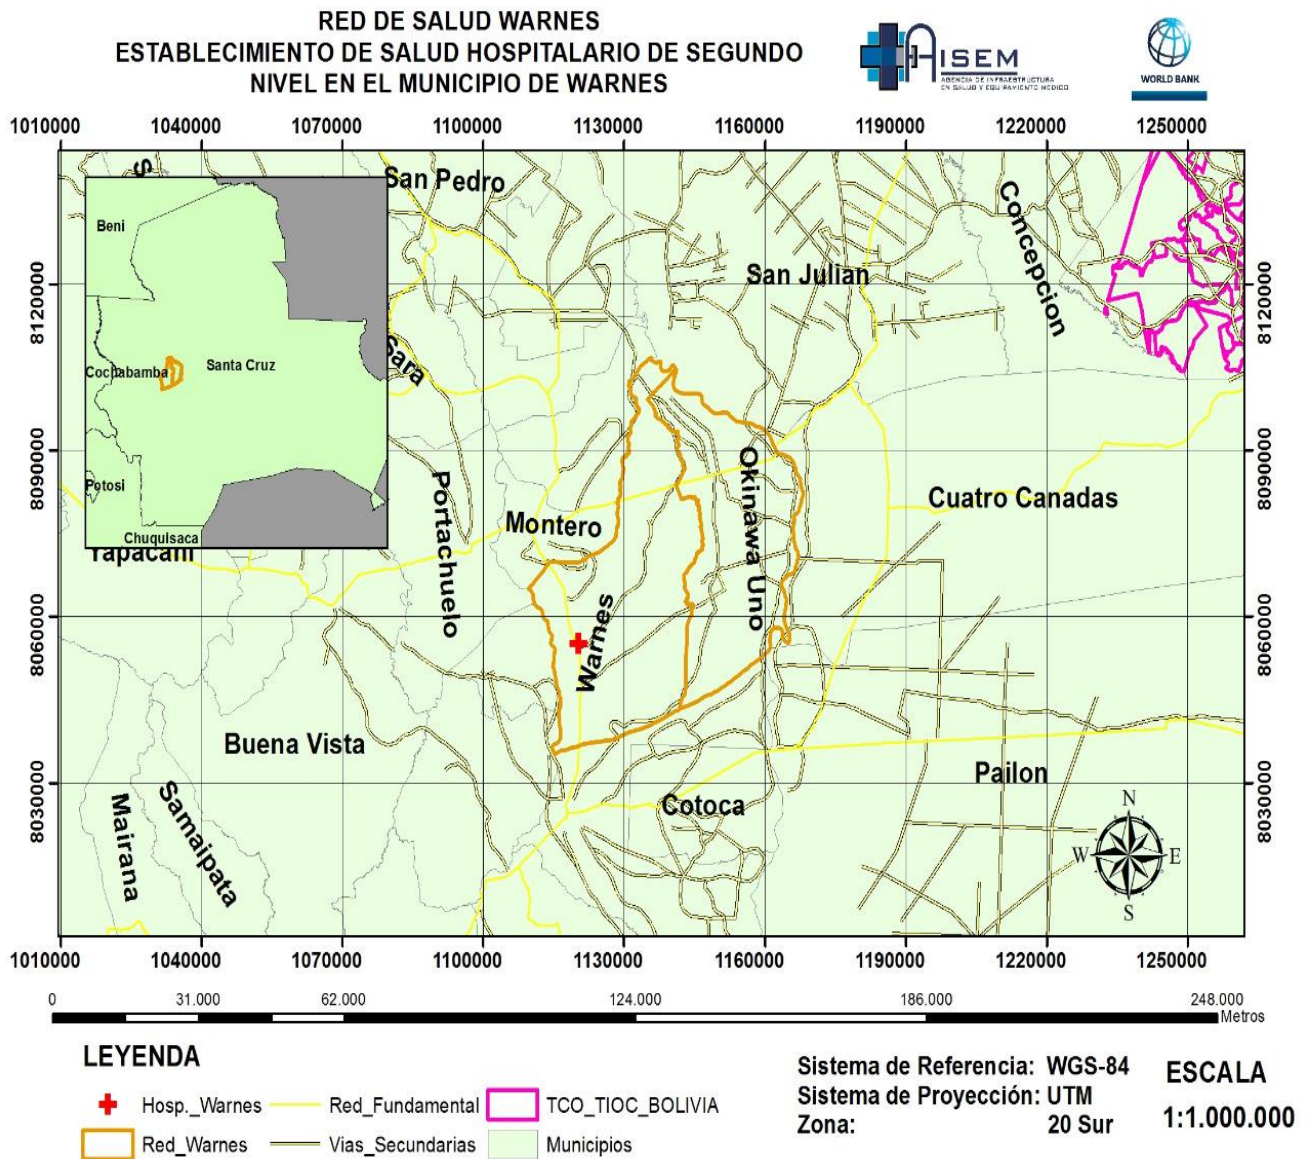 RED DE SALUD WARNES
ESTABLECIMIENTO DE SALUD HOSPITALARIO DE SEGUNDO
NIVEL EN EL MUNICIPIO DE WARNES
AISEM
AGENCIA DE INFRAESTRUCTURA
EN SALUD Y EQUIPAMIENTO MEDICO
WORLD BANK
1010000 1040000 1070000 1100000 1130000 1160000 1190000 1220000 1250000
8120000
8090000
8060000
8030000
S
San Pedro
Concepcion
San Julian
Sara
Beni
Santa Cruz
Cochabamba
Potosi
Chuquisaca
Yapacani
Portachuelo
Montero
Okinawa Uno
Cuatro Canadas
Warnes
Buena Vista
Pailon
Cotoca
Mairana
Samaipata
N
W E
S
8120000
8090000
8060000
8030000
1010000 1040000 1070000 1100000 1130000 1160000 1190000 1220000 1250000
0 31.000 62.000 124.000 186.000 248.000
Metros
LEYENDA
Hosp._Warnes Red_Fundamental TCO_TIOC_BOLIVIA
Red_Warnes Vias_Secundarias Municipios
Sistema de Referencia: WGS-84
Sistema de Proyección: UTM
Zona: 20 Sur
ESCALA
1:1.000.000